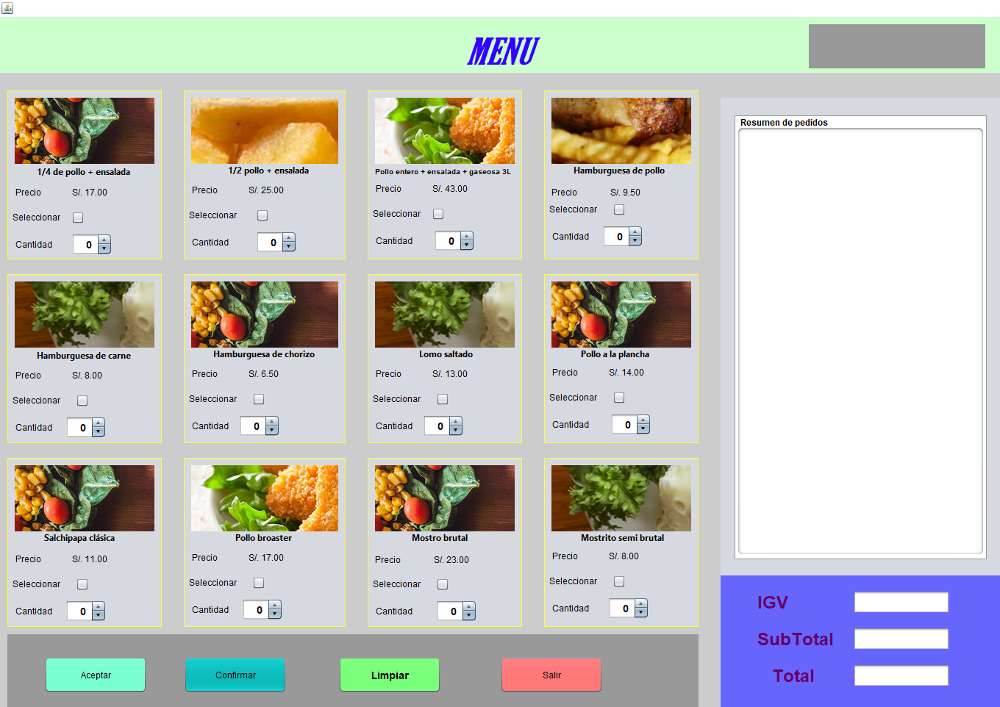 MENU
1/4 de pollo + ensalada
Precio S/. 17.00
Seleccionar
Cantidad 0
1/2 pollo + ensalada
Precio S/. 25.00
Seleccionar
Cantidad 0
Pollo entero + ensalada + gaseosa 3L
Precio S/. 43.00
Seleccionar
Cantidad 0
Hamburguesa de pollo
Precio S/. 9.50
Seleccionar
Cantidad 0
Hamburguesa de carne
Precio S/. 8.00
Seleccionar
Cantidad 0
Hamburguesa de chorizo
Precio S/. 6.50
Seleccionar
Cantidad 0
Lomo saltado
Precio S/. 13.00
Seleccionar
Cantidad 0
Pollo a la plancha
Precio S/. 14.00
Seleccionar
Cantidad 0
Salchipapa clásica
Precio S/. 11.00
Seleccionar
Cantidad 0
Pollo broaster
Precio S/. 17.00
Seleccionar
Cantidad 0
Mostro brutal
Precio S/. 23.00
Seleccionar
Cantidad 0
Mostrito semi brutal
Precio S/. 8.00
Seleccionar
Cantidad 0
Aceptar
Confirmar
Limpiar
Salir
Resumen de pedidos
IGV
SubTotal
Total